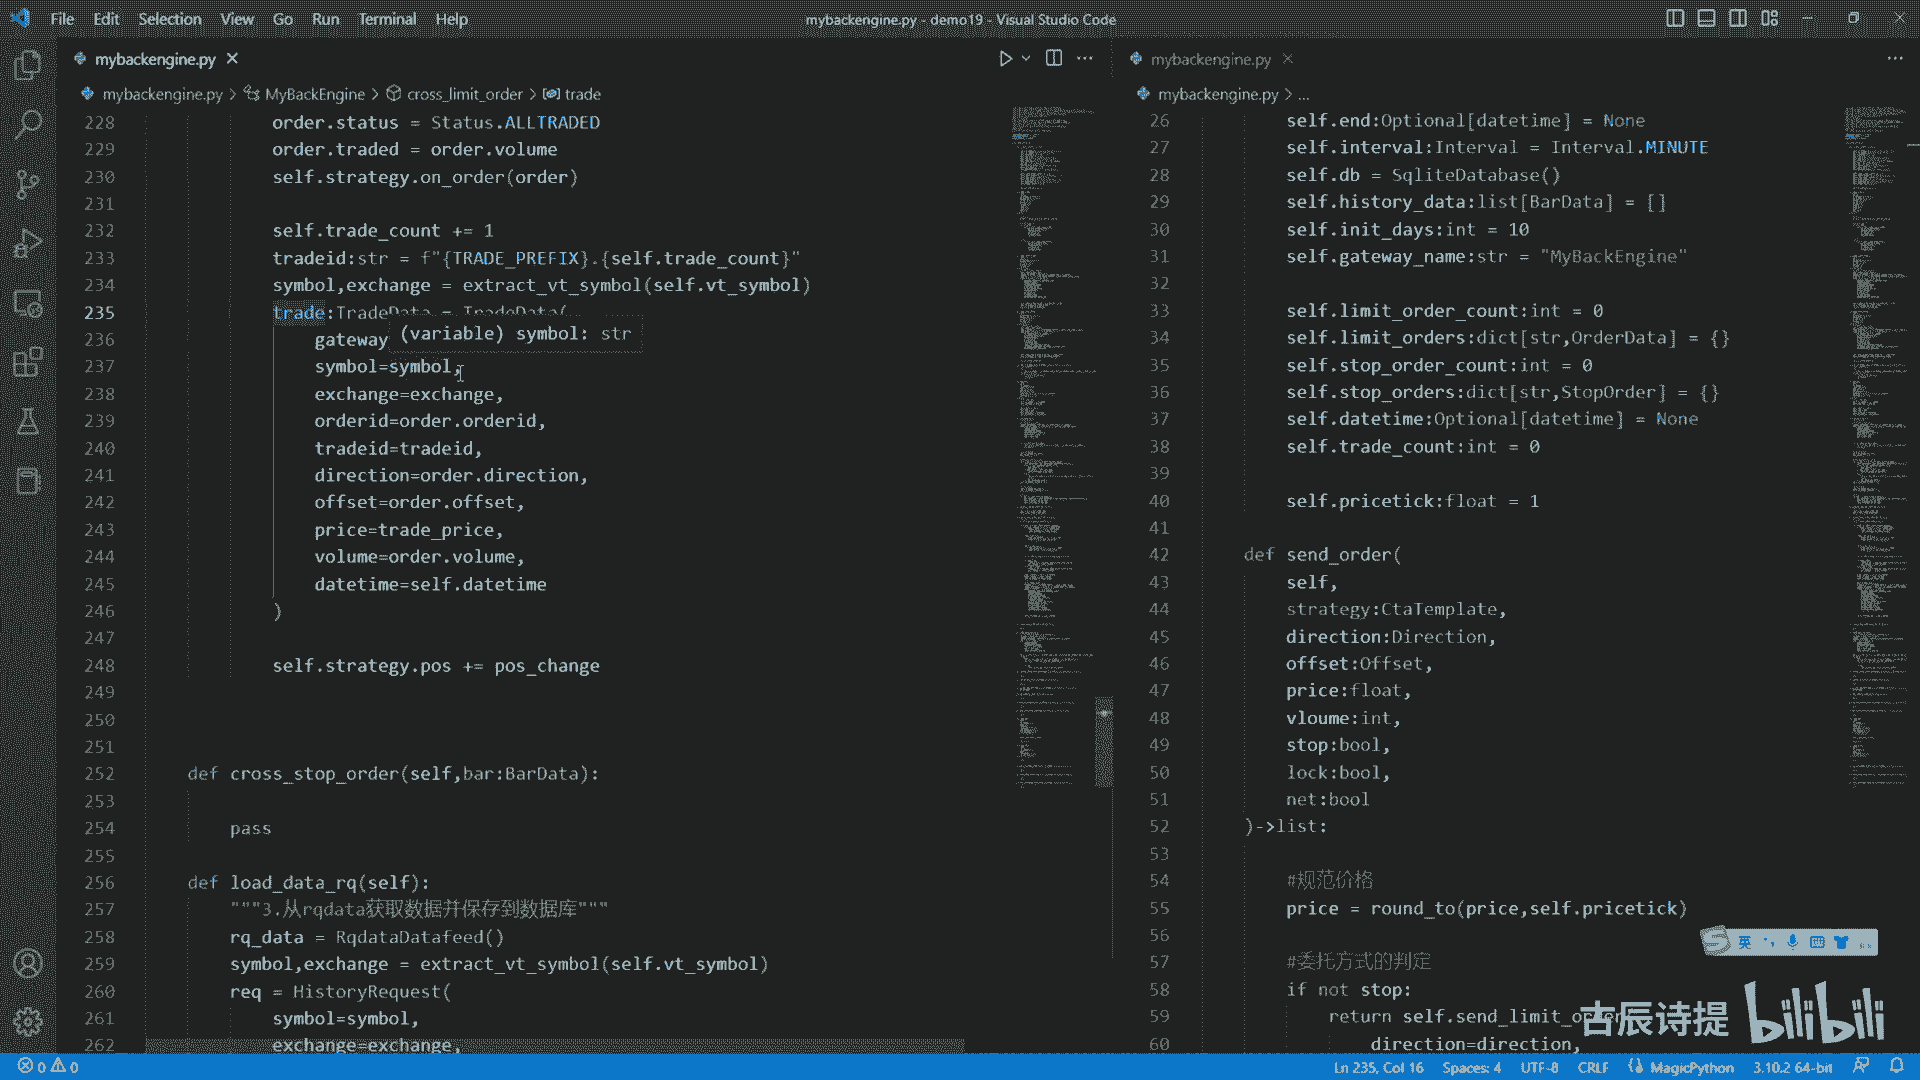 File Edit Selection View Go Run Terminal Help
mybackengine.py - demo19 - Visual Studio Code
mybackengine.py
mybackengine.py > MyBackEngine > cross_limit_order > trade
228 order.status = Status.ALLTRADED
229 order.traded = order.volume
230 self.strategy.on_order(order)
231
232 self.trade_count += 1
233 tradeid:str = f"{TRADE_PREFIX}.{self.trade_count}"
234 symbol,exchange = extract_vt_symbol(self.vt_symbol)
235 trade:TradeData = TradeData(
(variable) symbol: str
236 gateway
237 symbol=symbol,
238 exchange=exchange,
239 orderid=order.orderid,
240 tradeid=tradeid,
241 direction=order.direction,
242 offset=order.offset,
243 price=trade_price,
244 volume=order.volume,
245 datetime=self.datetime
246 )
247
248 self.strategy.pos += pos_change
249
250
251
252 def cross_stop_order(self,bar:BarData):
253
254 pass
255
256 def load_data_rq(self):
257 """3.从rqdata获取数据并保存到数据库"""
258 rq_data = RqdataDatafeed()
259 symbol,exchange = extract_vt_symbol(self.vt_symbol)
260 req = HistoryRequest(
261 symbol=symbol,
262 exchange=exchange,
mybackengine.py
mybackengine.py > ...
26 self.end:Optional[datetime] = None
27 self.interval:Interval = Interval.MINUTE
28 self.db = SqliteDatabase()
29 self.history_data:list[BarData] = []
30 self.init_days:int = 10
31 self.gateway_name:str = "MyBackEngine"
32
33 self.limit_order_count:int = 0
34 self.limit_orders:dict[str,OrderData] = {}
35 self.stop_order_count:int = 0
36 self.stop_orders:dict[str,StopOrder] = {}
37 self.datetime:Optional[datetime] = None
38 self.trade_count:int = 0
39
40 self.pricetick:float = 1
41
42 def send_order(
43 self,
44 strategy:CtaTemplate,
45 direction:Direction,
46 offset:Offset,
47 price:float,
48 vloume:int,
49 stop:bool,
50 lock:bool,
51 net:bool
52 )->list:
53
54 #规范价格
55 price = round_to(price,self.pricetick)
56
57 #委托方式的判定
58 if not stop:
59 return self.send_limit_o
60 direction=direction,
英
古辰诗提 bilibili
0 0
Ln 235, Col 16 Spaces: 4 UTF-8 CRLF MagicPython 3.10.2 64-bit